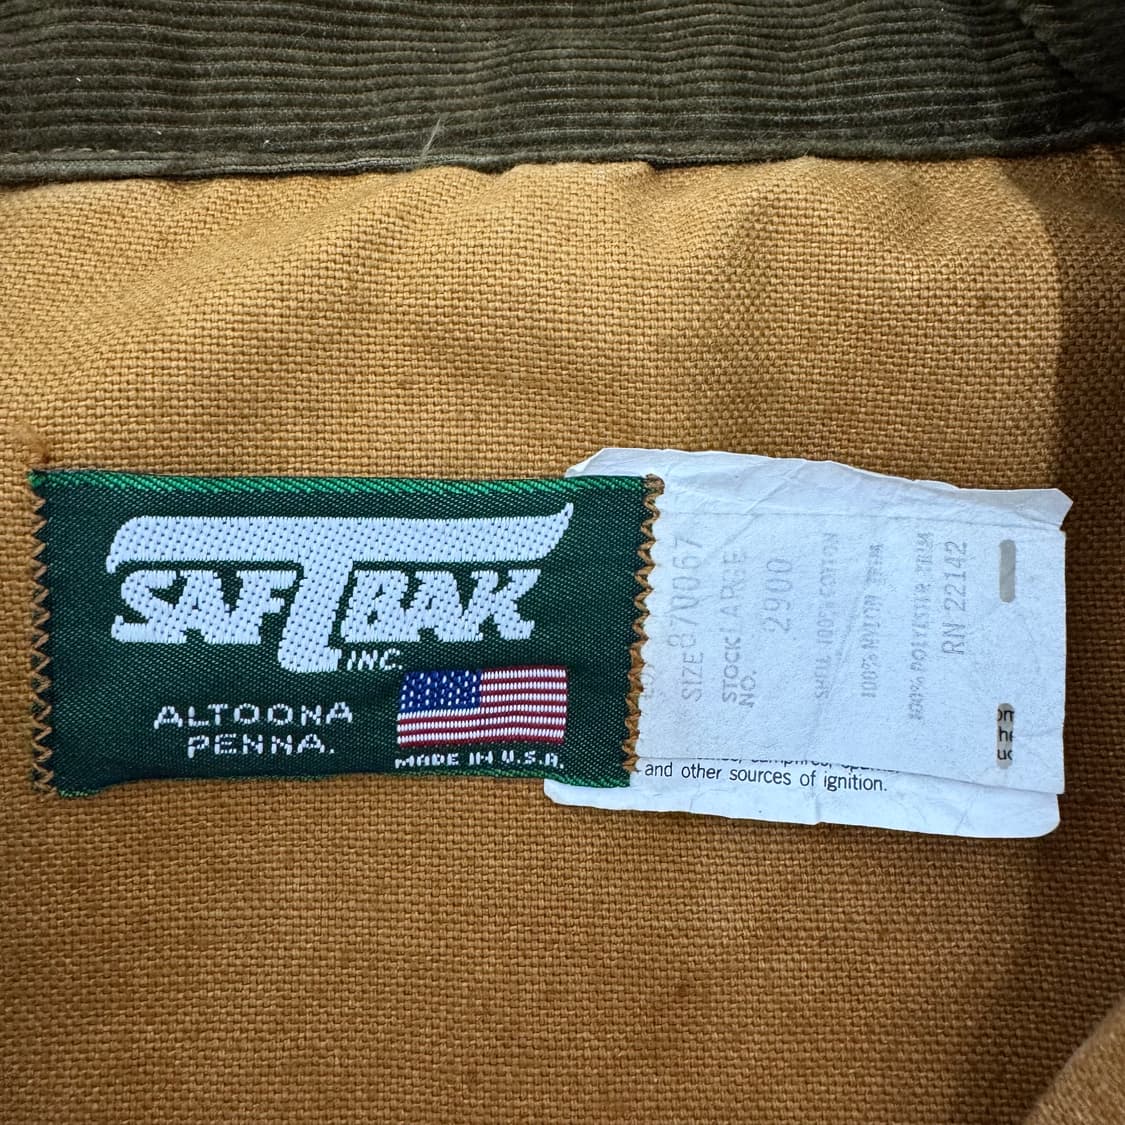 SAFTBAK
INC.
ALTOONA
PENNA.
MADE IN U.S.A.
SIZE
STOCK LARGE
NO. 2900
SHELL 100% COTTON
100% NYLON TRIM
100% POLYESTER TRIM
RN 22142
and other sources of ignition.